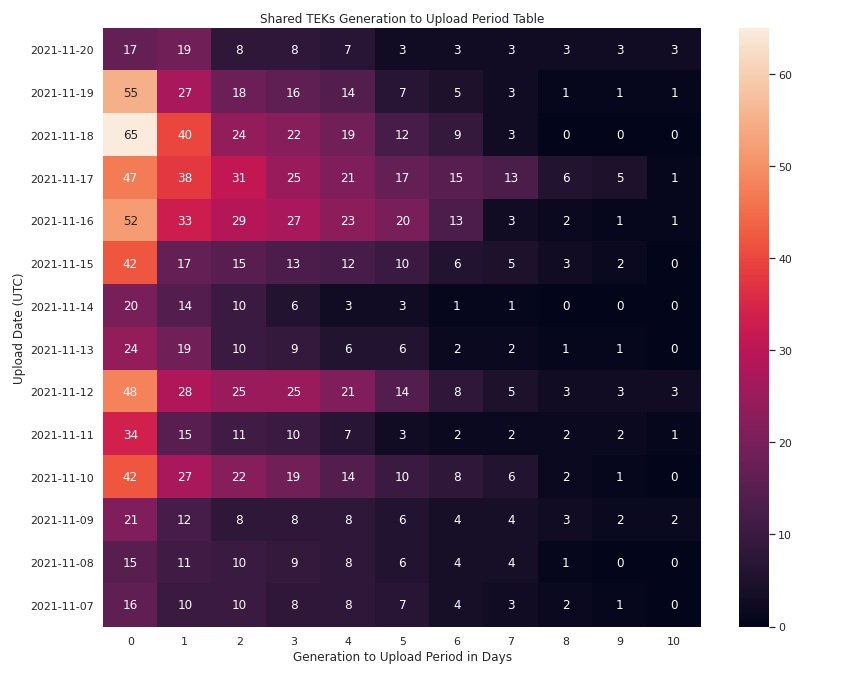 Shared TEKs Generation to Upload Period Table
2021-11-20 17 19 8 8 7 3 3 3 3 3 3
2021-11-19 55 27 18 16 14 7 5 3 1 1 1
2021-11-18 65 40 24 22 19 12 9 3 0 0 0
2021-11-17 47 38 31 25 21 17 15 13 6 5 1
2021-11-16 52 33 29 27 23 20 13 3 2 1 1
2021-11-15 42 17 15 13 12 10 6 5 3 2 0
2021-11-14 20 14 10 6 3 3 1 1 0 0 0
2021-11-13 24 19 10 9 6 6 2 2 1 1 0
2021-11-12 48 28 25 25 21 14 8 5 3 3 3
2021-11-11 34 15 11 10 7 3 2 2 2 2 1
2021-11-10 42 27 22 19 14 10 8 6 2 1 0
2021-11-09 21 12 8 8 8 6 4 4 3 2 2
2021-11-08 15 11 10 9 8 6 4 4 1 0 0
2021-11-07 16 10 10 8 8 7 4 3 2 1 0
0 1 2 3 4 5 6 7 8 9 10
Generation to Upload Period in Days
Upload Date (UTC)
60
50
40
30
20
10
0